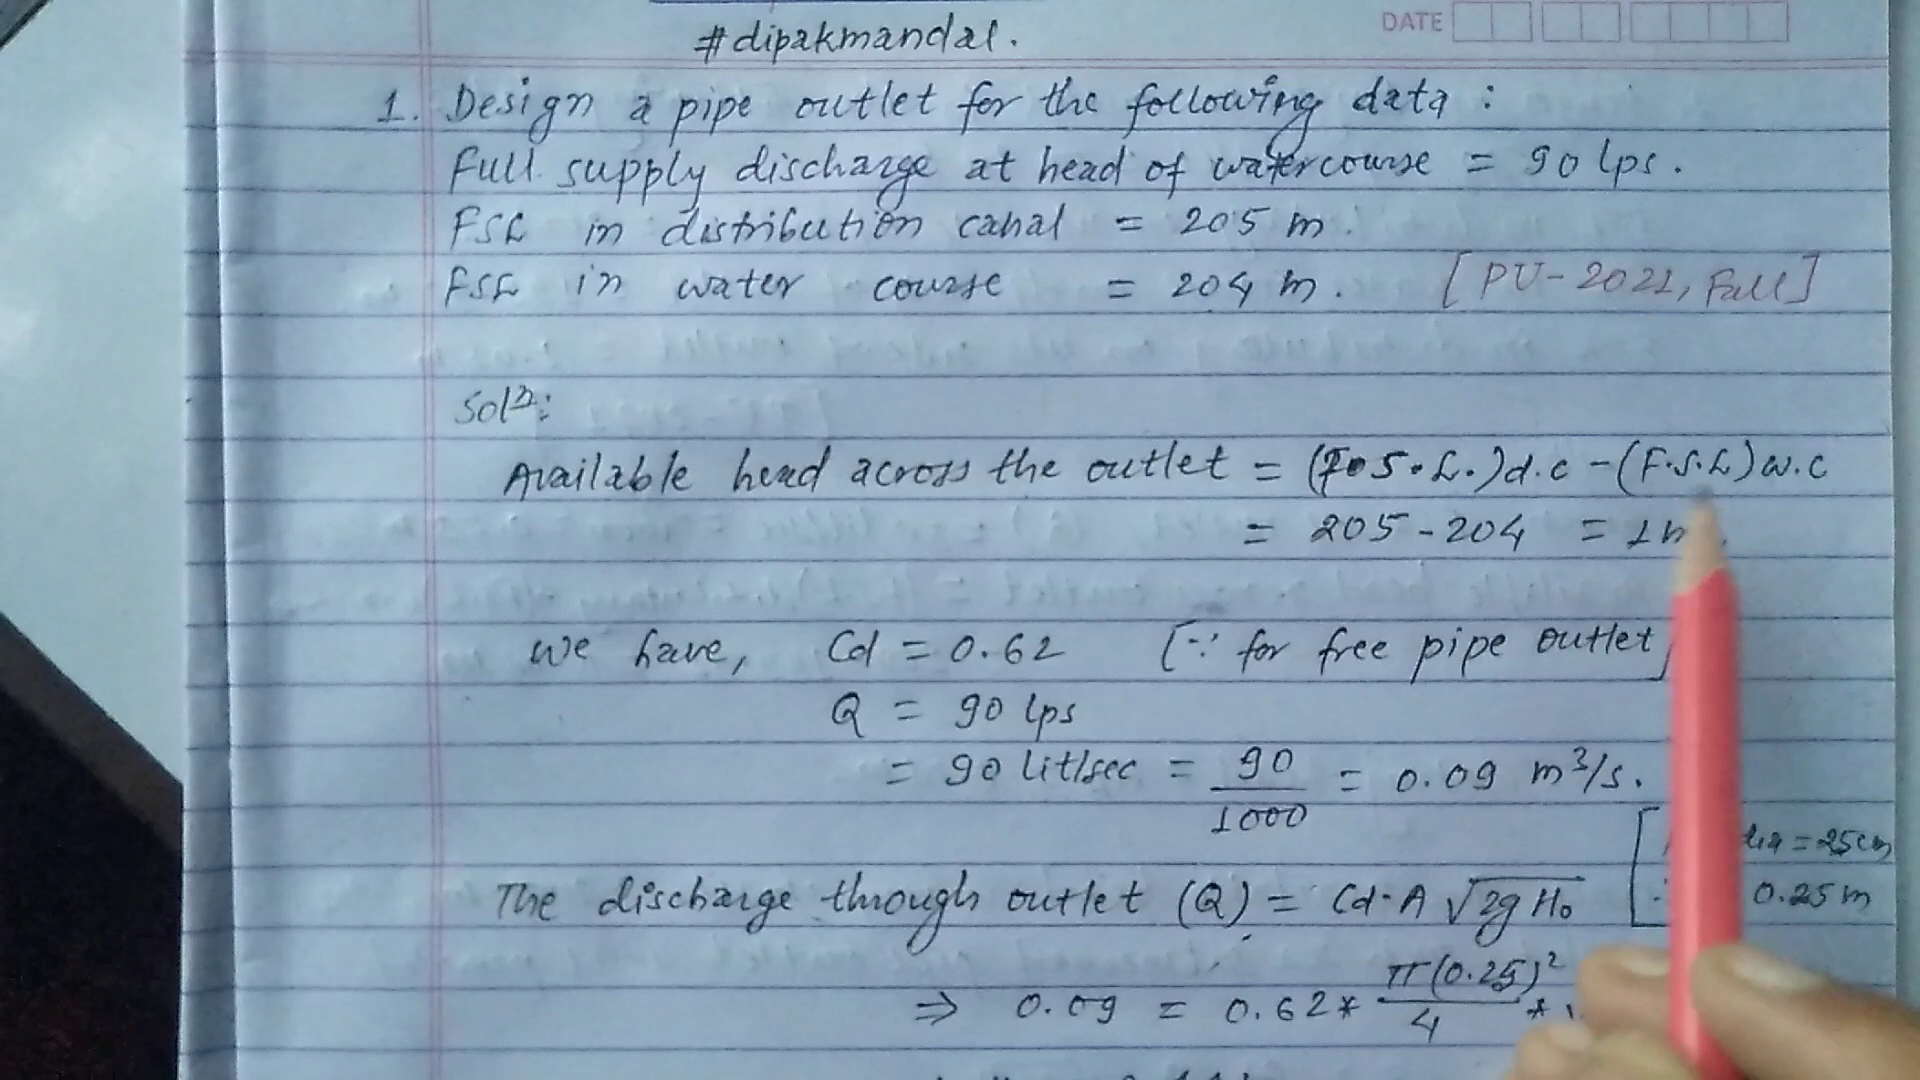 #dipakmandal.
DATE
1. Design a pipe outlet for the following data :
Full supply discharge at head of watercourse = 90 lps.
FSL in distribution canal = 205 m.
FSL in water course = 204 m. [PU-2021, Fall]
Solⁿ:
Available head across the outlet = (F.S.L.)d.c - (F.S.L)w.c
= 205 - 204 = 1m.
We have, Cd = 0.62 [∵ for free pipe outlet]
Q = 90 lps
= 90 lit/sec = 90/1000 = 0.09 m³/s.
The discharge through outlet (Q) = Cd·A √2gH₀
= 25cm
0.25m
⇒ 0.09 = 0.62* π(0.25)²/4 *